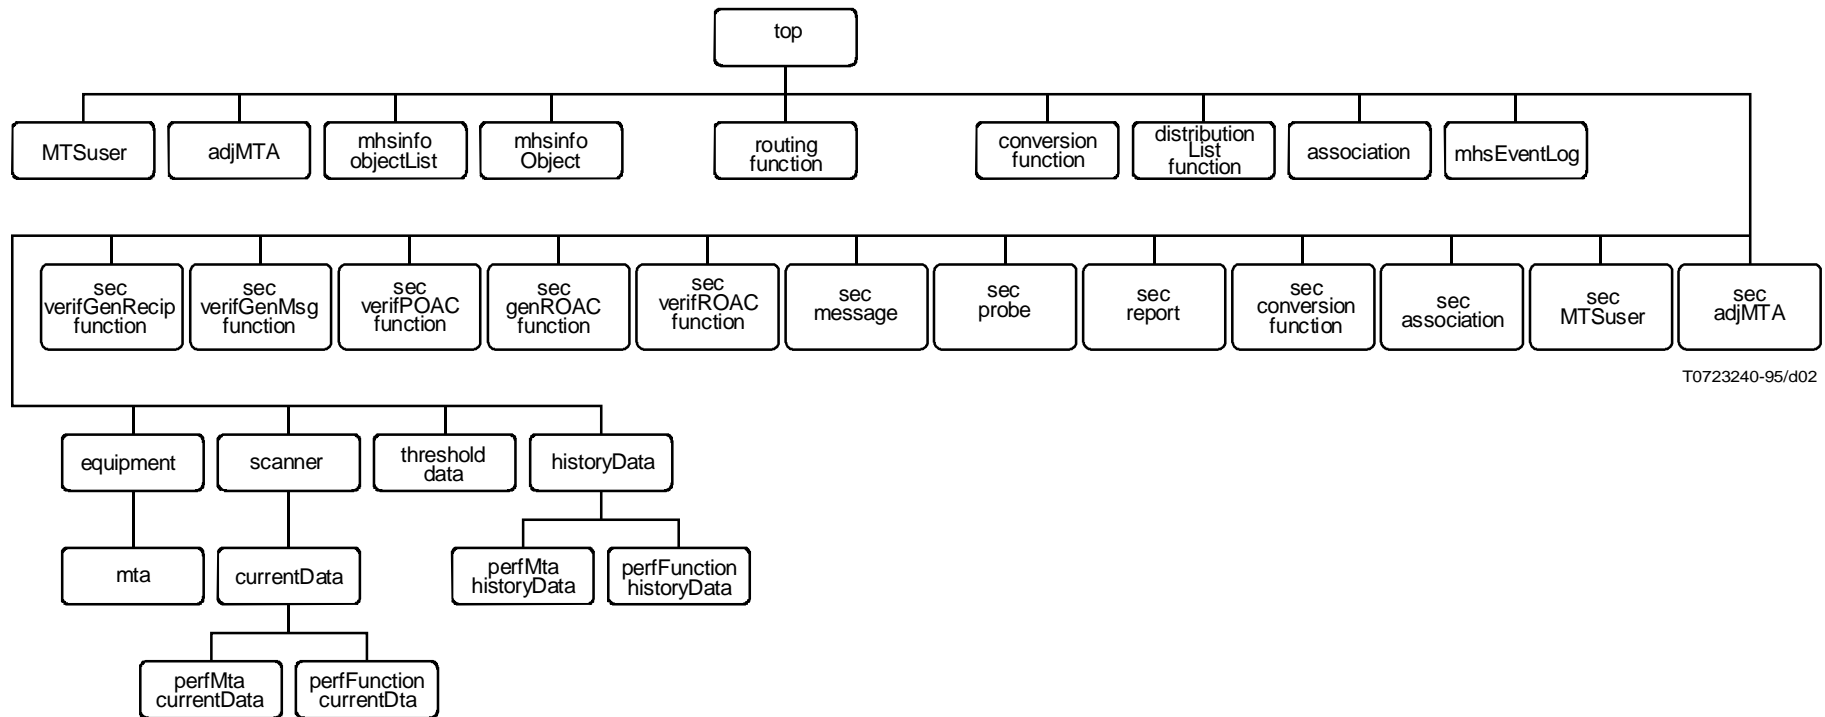 top
MTSuser
adjMTA
mhsinfo
objectList
mhsinfo
Object
routing
function
conversion
function
distribution
List
function
association
mhsEventLog
sec
verifGenRecip
function
sec
verifGenMsg
function
sec
verifPOAC
function
sec
genROAC
function
sec
verifROAC
function
sec
message
sec
probe
sec
report
sec
conversion
function
sec
association
sec
MTSuser
sec
adjMTA
T0723240-95/d02
equipment
scanner
threshold
data
historyData
mta
currentData
perfMta
historyData
perfFunction
historyData
perfMta
currentData
perfFunction
currentDta